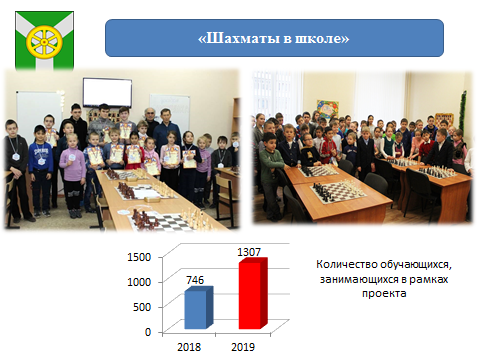 «Шахматы в школе»
1500
1000
500
0
746
1307
2018
2019
Количество обучающихся,
занимающихся в рамках
проекта